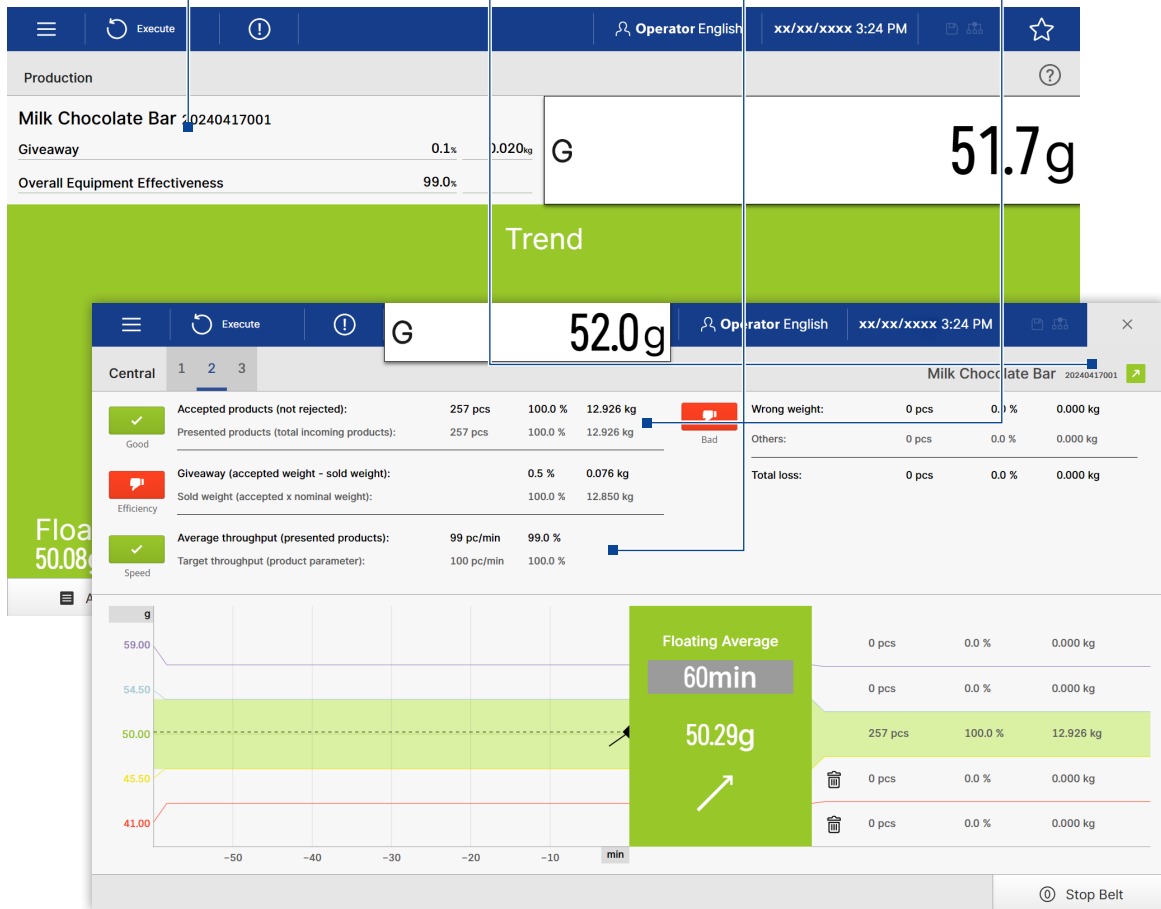 Execute
Operator English
xx/xx/xxxx 3:24 PM
Production
Milk Chocolate Bar 20240417001
Giveaway 0.1% 0.020kg
G 51.7g
Overall Equipment Effectiveness 99.0%
Trend
Execute
G 52.0g
Operator English
xx/xx/xxxx 3:24 PM
Central 1 2 3
Milk Chocolate Bar 20240417001
Good
Accepted products (not rejected): 257 pcs 100.0 % 12.926 kg
Presented products (total incoming products): 257 pcs 100.0 % 12.926 kg
Bad
Wrong weight: 0 pcs 0.0 % 0.000 kg
Others: 0 pcs 0.0 % 0.000 kg
Total loss: 0 pcs 0.0 % 0.000 kg
Efficiency
Giveaway (accepted weight - sold weight): 0.5 % 0.076 kg
Sold weight (accepted x nominal weight): 100.0 % 12.850 kg
Speed
Average throughput (presented products): 99 pc/min 99.0 %
Target throughput (product parameter): 100 pc/min 100.0 %
50.08
g
59.00
54.50
50.00
45.50
41.00
-50 -40 -30 -20 -10 min
Floating Average
60min
50.29g
0 pcs 0.0 % 0.000 kg
0 pcs 0.0 % 0.000 kg
257 pcs 100.0 % 12.926 kg
0 pcs 0.0 % 0.000 kg
0 pcs 0.0 % 0.000 kg
Stop Belt